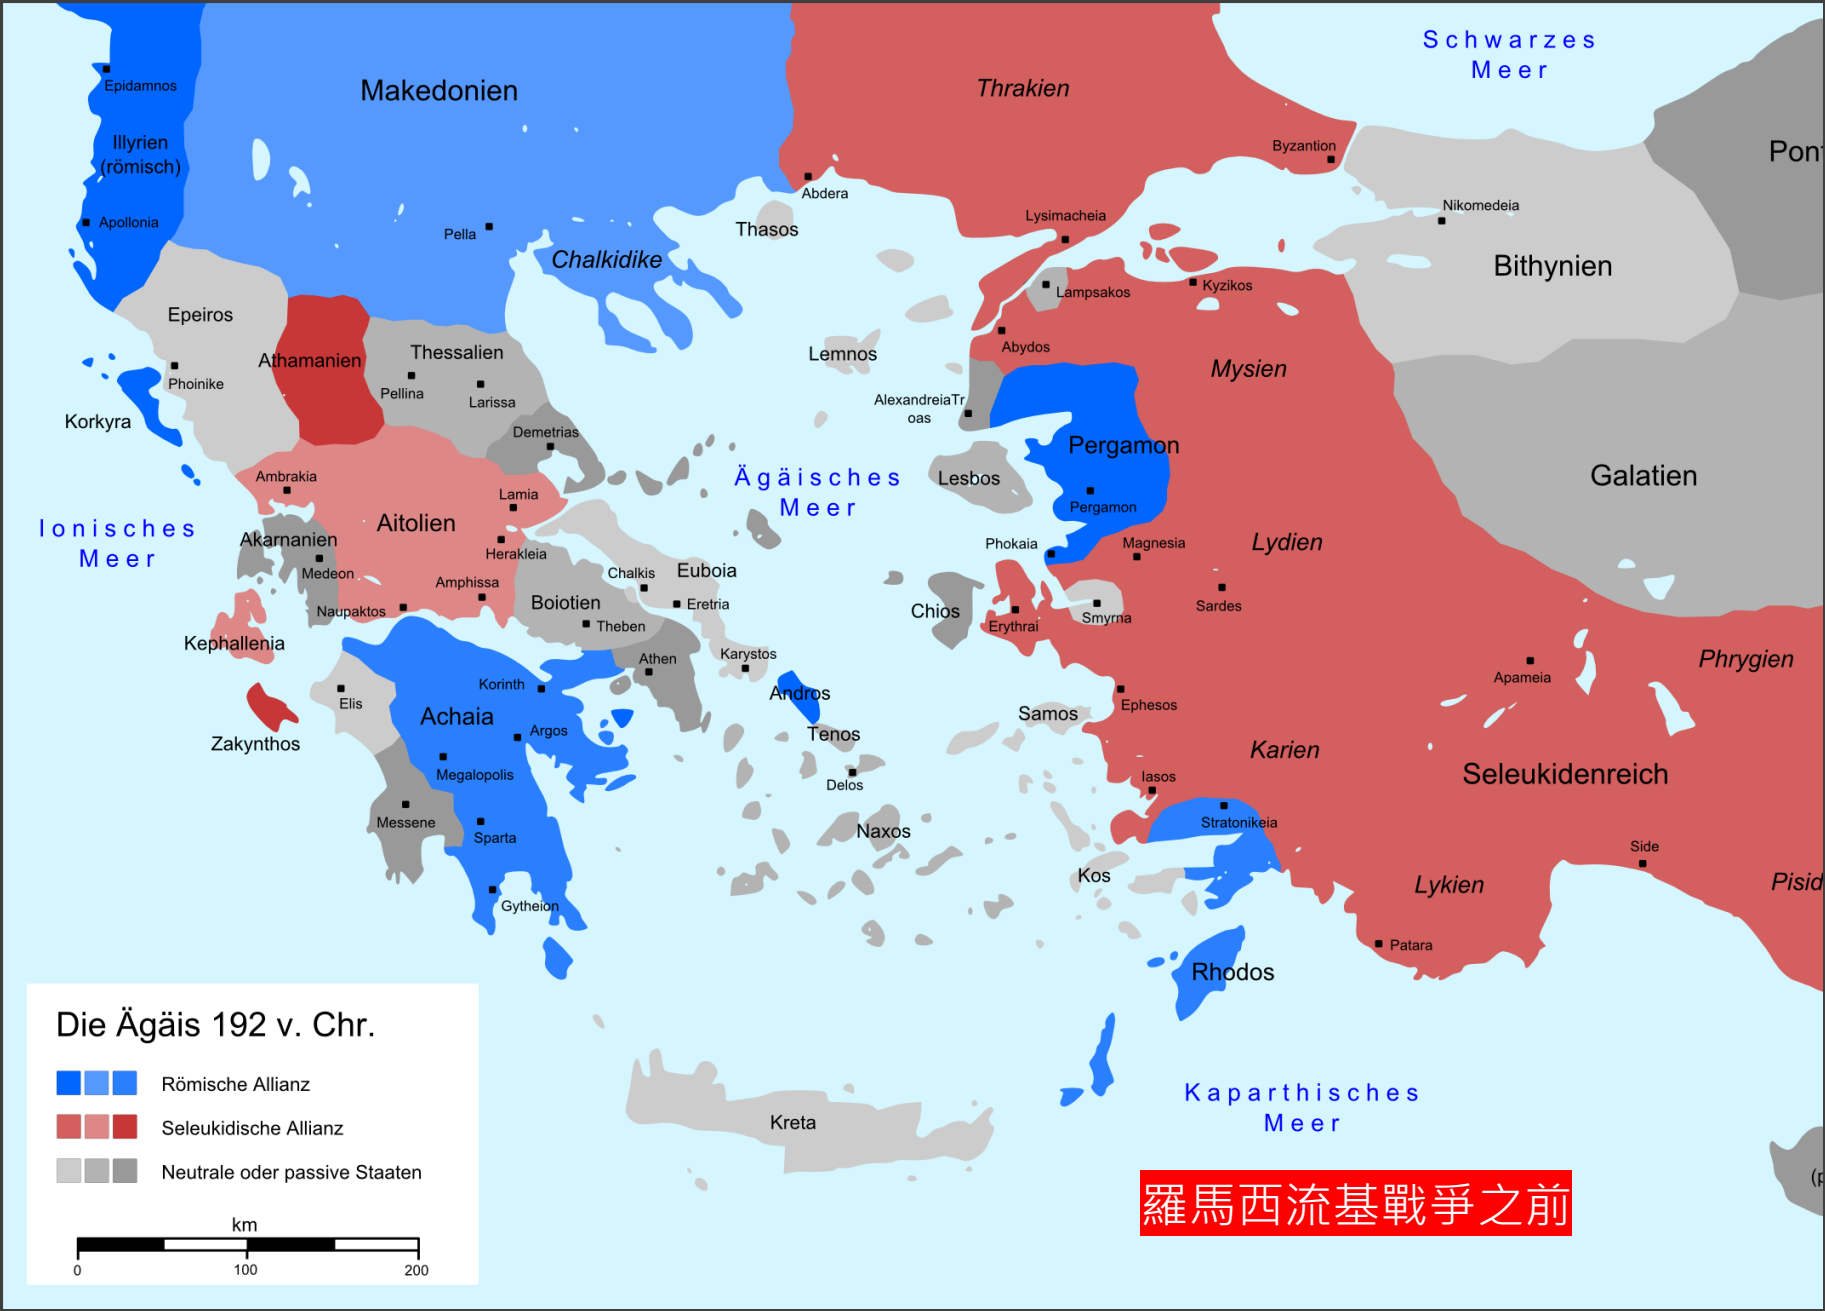 Schwarzes
Meer
Makedonien
Thrakien
Epidamnos
Illyrien
(römisch)
Byzantion
Pont
Abdera
Nikomedeia
Apollonia
Pella
Thasos
Lysimacheia
Chalkidike
Bithynien
Lampsakos
Kyzikos
Epeiros
Athamanien
Thessalien
Abydos
Lemnos
Mysien
Phoinike
Pellina
Larissa
AlexandreiaTr
oas
Korkyra
Demetrias
Pergamon
Ambrakia
Ägäisches
Meer
Lesbos
Galatien
Lamia
Pergamon
Ionisches
Meer
Aitolien
Akarnanien
Herakleia
Phokaia
Magnesia
Lydien
Medeon
Amphissa
Chalkis
Euboia
Boiotien
Eretria
Chios
Sardes
Naupaktos
Theben
Erythrai
Smyrna
Kephallenia
Athen
Karystos
Phrygien
Apameia
Korinth
Andros
Elis
Achaia
Samos
Ephesos
Argos
Tenos
Zakynthos
Karien
Megalopolis
Delos
Iasos
Seleukidenreich
Messene
Sparta
Naxos
Stratonikeia
Side
Kos
Lykien
Pisid
Gytheion
Patara
Rhodos
Die Ägäis 192 v. Chr.
Römische Allianz
Seleukidische Allianz
Neutrale oder passive Staaten
km
0 100 200
Kreta
Kaparthisches
Meer
(p
羅馬西流基戰爭之前